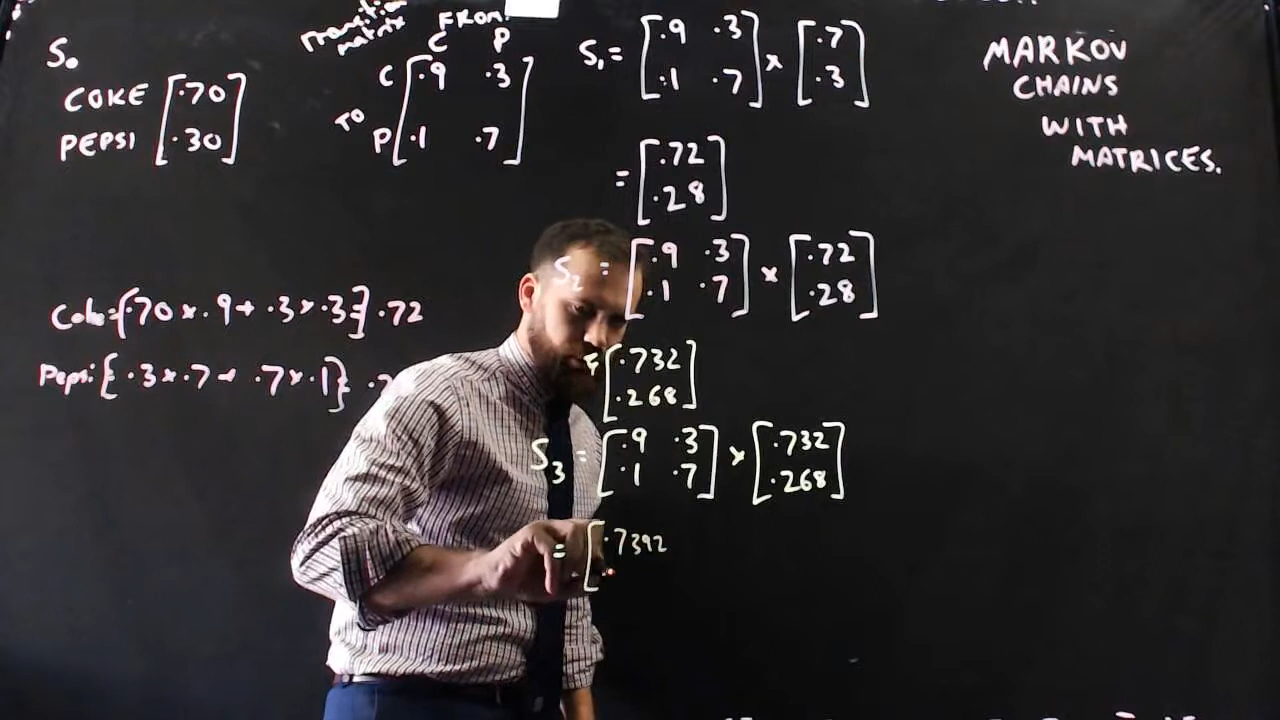 S₀
COKE [.70]
PEPSI [.30]
Transition matrix
FROM:
C P
C [.9 .3]
TO
P [.1 .7]
Coke = {.70 × .9 + .3 × .3} .72
Pepsi: { .3 × .7 + .7 × .1}
S₁ = [.9 .3] × [.7]
[.1 .7] [.3]
= [.72]
[.28]
S₂ = [.9 .3] × [.72]
[.1 .7] [.28]
[.732]
[.268]
S₃ = [.9 .3] × [.732]
[.1 .7] [.268]
= [.7392
MARKOV
CHAINS
WITH
MATRICES.